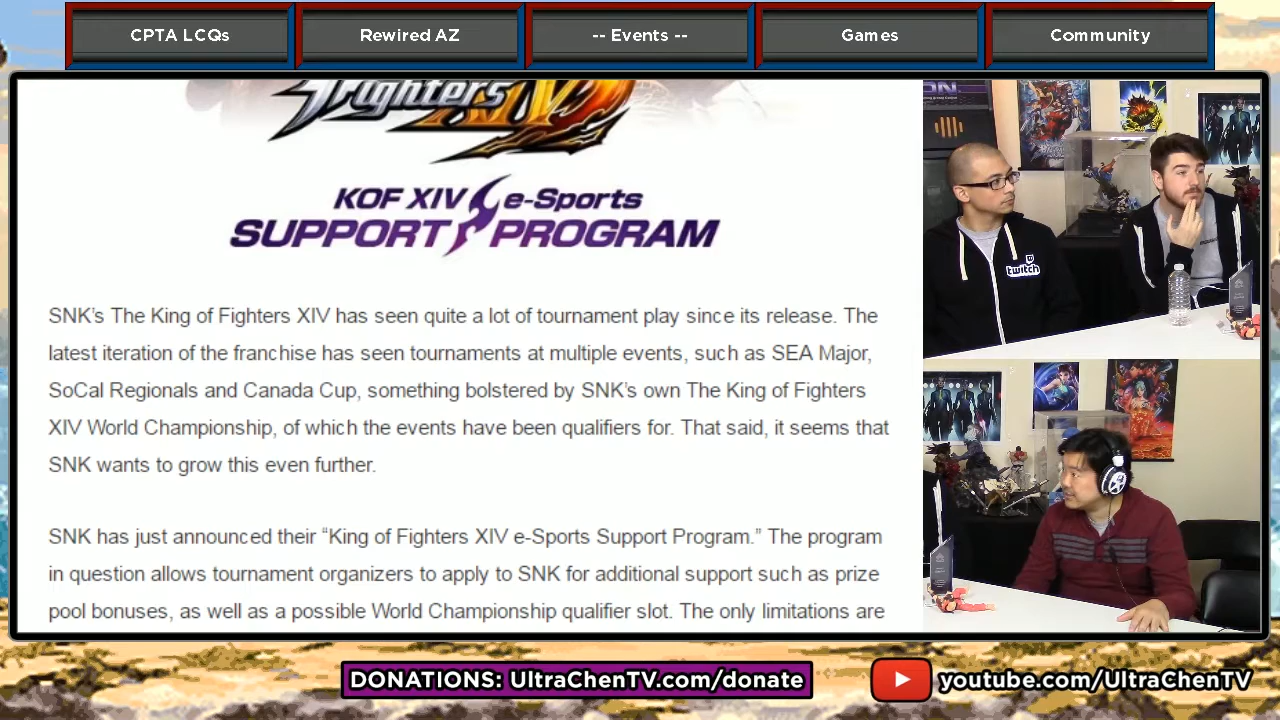 CPTA LCQs
Rewired AZ
-- Events --
Games
Community
Fighters XIV
KOF XIV e-Sports
SUPPORT PROGRAM
SNK’s The King of Fighters XIV has seen quite a lot of tournament play since its release. The
latest iteration of the franchise has seen tournaments at multiple events, such as SEA Major,
SoCal Regionals and Canada Cup, something bolstered by SNK’s own The King of Fighters
XIV World Championship, of which the events have been qualifiers for. That said, it seems that
SNK wants to grow this even further.
SNK has just announced their “King of Fighters XIV e-Sports Support Program.” The program
in question allows tournament organizers to apply to SNK for additional support such as prize
pool bonuses, as well as a possible World Championship qualifier slot. The only limitations are
twitch
DONATIONS: UltraChenTV.com/donate
youtube.com/UltraChenTV